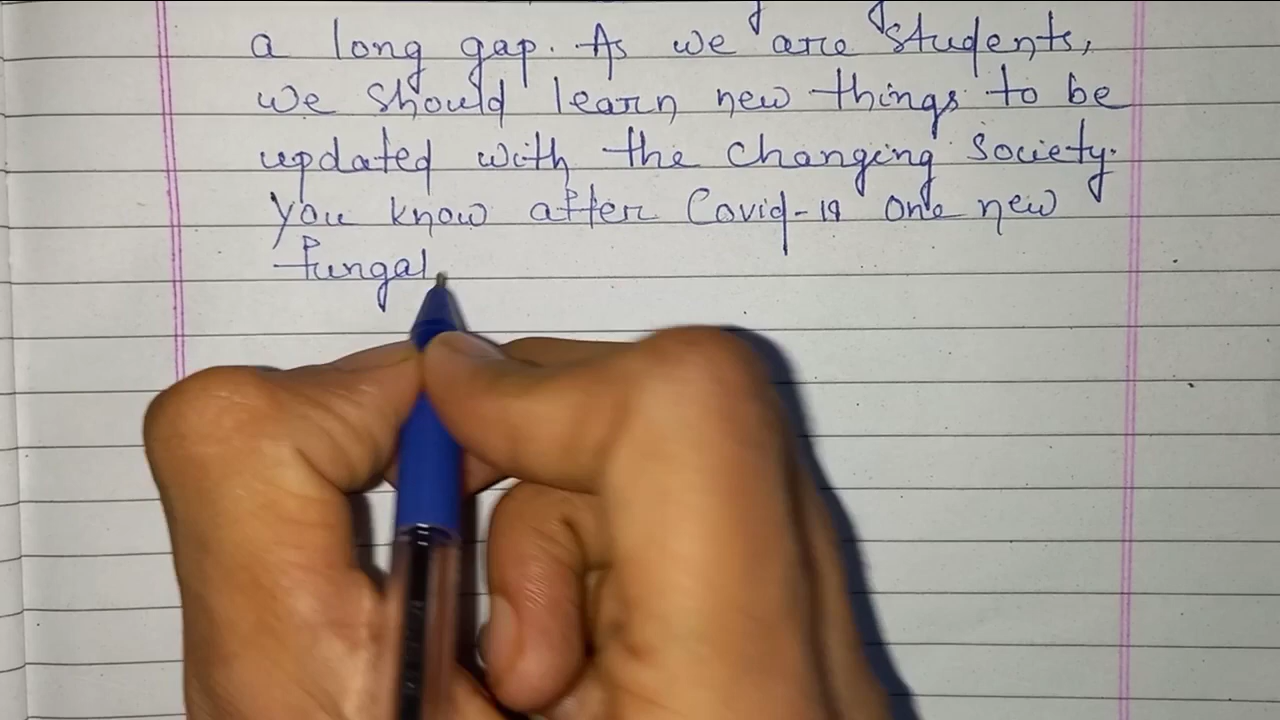 a long gap. As we are students,
we should learn new things to be
updated with the changing society.
You know after Covid-19 one new
fungal